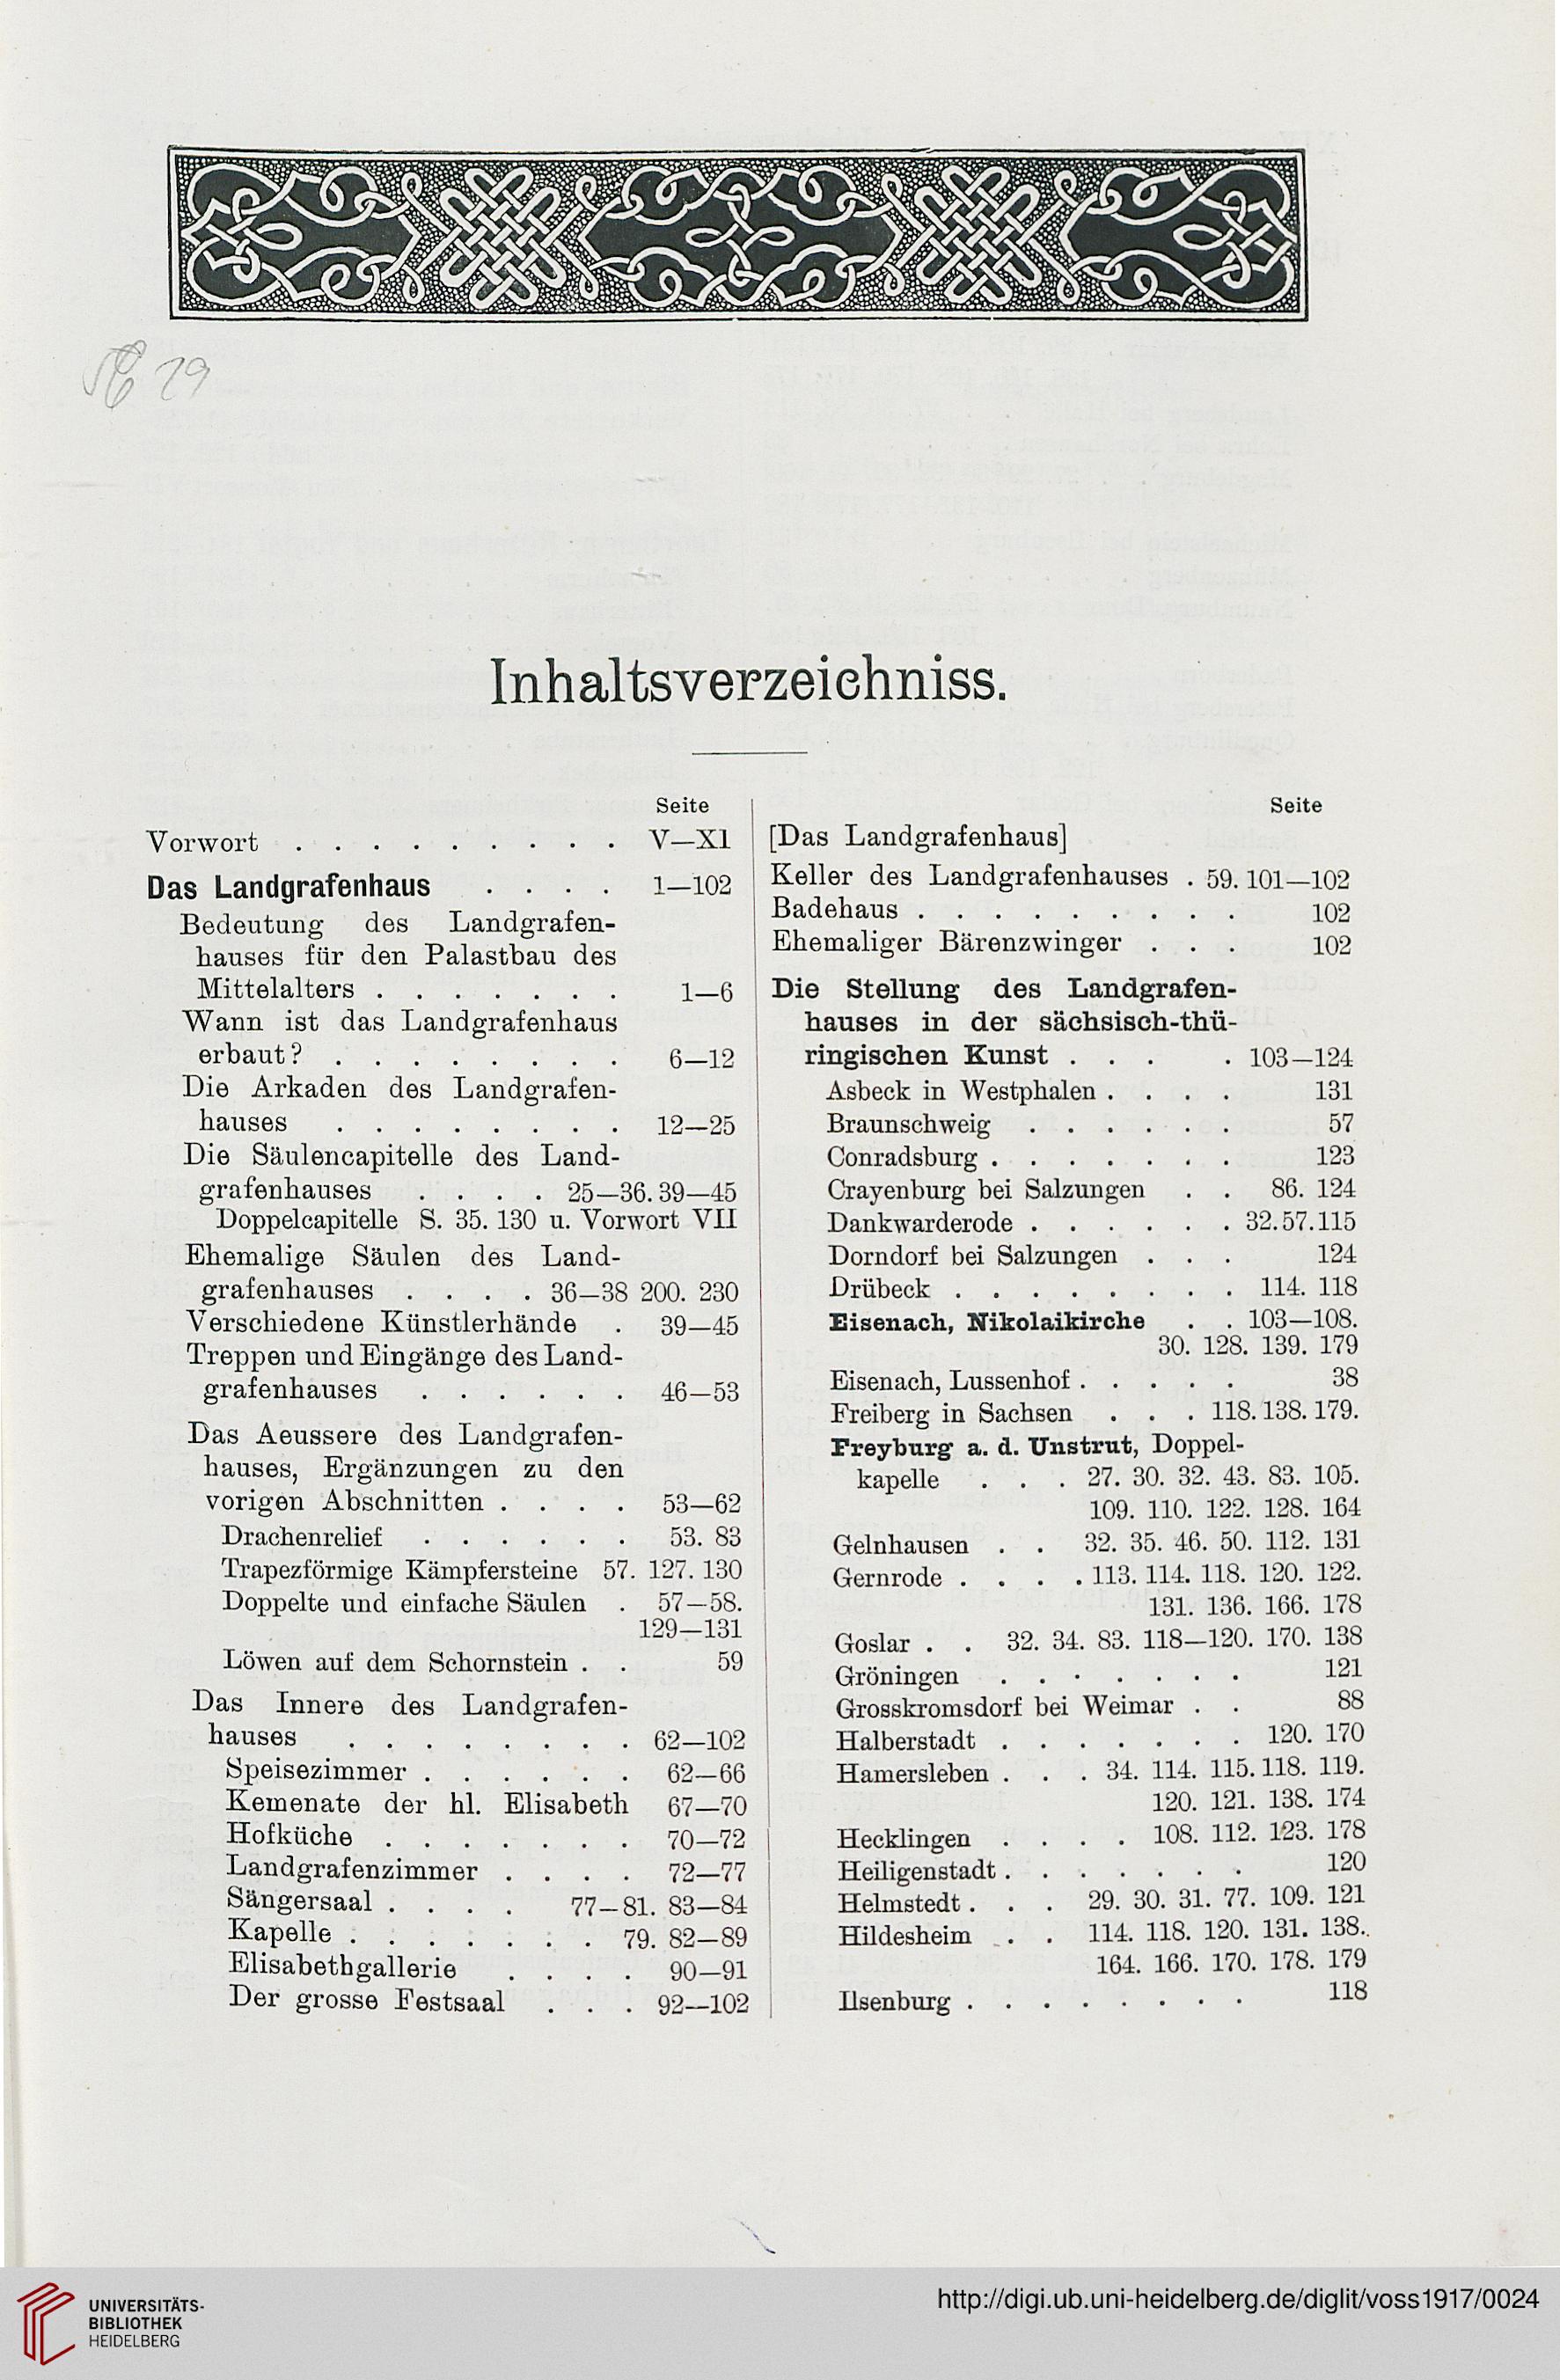 29
Inhaltsverzeichniss.
Seite
Vorwort . . . . . . . . . V—XI
Das Landgrafenhaus . . . . 1—102
Bedeutung des Landgrafen-
hauses für den Palastbau des
Mittelalters . . . . . . . 1—6
Wann ist das Landgrafenhaus
erbaut? . . . . . . . . 6—12
Die Arkaden des Landgrafen-
hauses . . . . . . . . 12—25
Die Säulencapitelle des Land-
grafenhauses . . . . 25—36. 39—45
Doppelcapitelle S. 35. 130 u. Vorwort VII
Ehemalige Säulen des Land-
grafenhauses . . . . 36—38 200. 230
Verschiedene Künstlerhände . 39—45
Treppen und Eingänge des Land-
grafenhauses . . . . . . 46—53
Das Aeussere des Landgrafen-
hauses, Ergänzungen zu den
vorigen Abschnitten . . . . 53—62
Drachenrelief . . . . . . 53. 83
Trapezförmige Kämpfersteine 57. 127. 130
Doppelte und einfache Säulen . 57—58.
129—131
Löwen auf dem Schornstein . . 59
Das Innere des Landgrafen-
hauses . . . . . . . . 62—102
Speisezimmer . . . . . . 62—66
Kemenate der hl. Elisabeth 67—70
Hofküche . . . . . . . 70—72
Landgrafenzimmer . . . . 72—77
Sängersaal . . . . 77—81. 83—84
Kapelle . . . . . . . 79. 82—89
Elisabethgallerie . . . . 90—91
Der grosse Festsaal . . . 92—102
Seite
[Das Landgrafenhaus]
Keller des Landgrafenhauses . 59. 101—102
Badehaus . . . . . . . . . 102
Ehemaliger Bärenzwinger . . . 102
Die Stellung des Landgrafen-
hauses in der sächsisch-thü-
ringischen Kunst . . . . 103—124
Asbeck in Westphalen . . . . 131
Braunschweig . . . . . . 57
Conradsburg . . . . . . . 123
Crayenburg bei Salzungen . . 86. 124
Dankwarderode . . . . . . 32.57.115
Dorndorf bei Salzungen . . . 124
Drübeck . . . . . . . . 114. 118
Eisenach, Nikolaikirche . . 103—108.
30. 128. 139. 179
Eisenach, Lussenhof . . . . . 38
Freiberg in Sachsen . . . 118. 138. 179.
Freyburg a. d. Unstrut, Doppel-
kapelle . . . 27. 30. 32. 43. 83. 105.
109. 110. 122. 128. 164
Gelnhausen . . 32. 35. 46. 50. 112. 131
Gernrode . . . . 113. 114. 118. 120. 122.
131. 136. 166. 178
Goslar . . 32. 34. 83. 118—120. 170. 138
Gröningen . . . . . . . 121
Grosskromsdorf bei Weimar . . 88
Halberstadt . . . . . . . 120. 170
Hamersleben . . . 34. 114. 115. 118. 119.
120. 121. 138. 174
Hecklingen . . . . 108. 112. 123. 178
Heiligenstadt . . . . . . . 120
Helmstedt . . . 29. 30. 31. 77. 109. 121
Hildesheim . . 114. 118. 120. 131. 138.
164. 166. 170. 178. 179
Ilsenburg . . . . . . . . 118
UNIVERSITÄTS-
BIBLIOTHEK
HEIDELBERG
http://digi.ub.uni-heidelberg.de/diglit/voss1917/0024